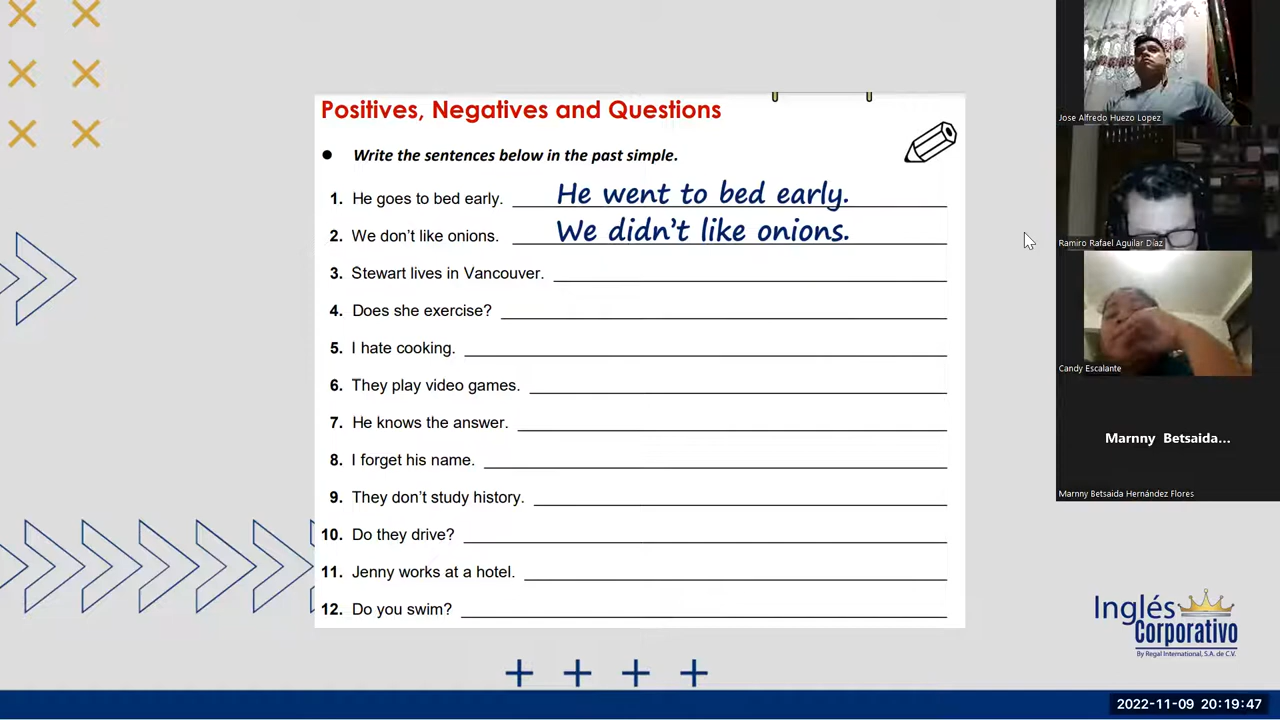 Positives, Negatives and Questions
● Write the sentences below in the past simple.
1. He goes to bed early. He went to bed early.
2. We don't like onions. We didn't like onions.
3. Stewart lives in Vancouver.
4. Does she exercise?
5. I hate cooking.
6. They play video games.
7. He knows the answer.
8. I forget his name.
9. They don't study history.
10. Do they drive?
11. Jenny works at a hotel.
12. Do you swim?
Jose Alfredo Huezo Lopez
Ramiro Rafael Aguilar Díaz
Candy Escalante
Marnny Betsaida...
Marnny Betsaida Hernández Flores
Inglés
Corporativo
By Regal International, S.A. de C.V.
2022-11-09 20:19:47